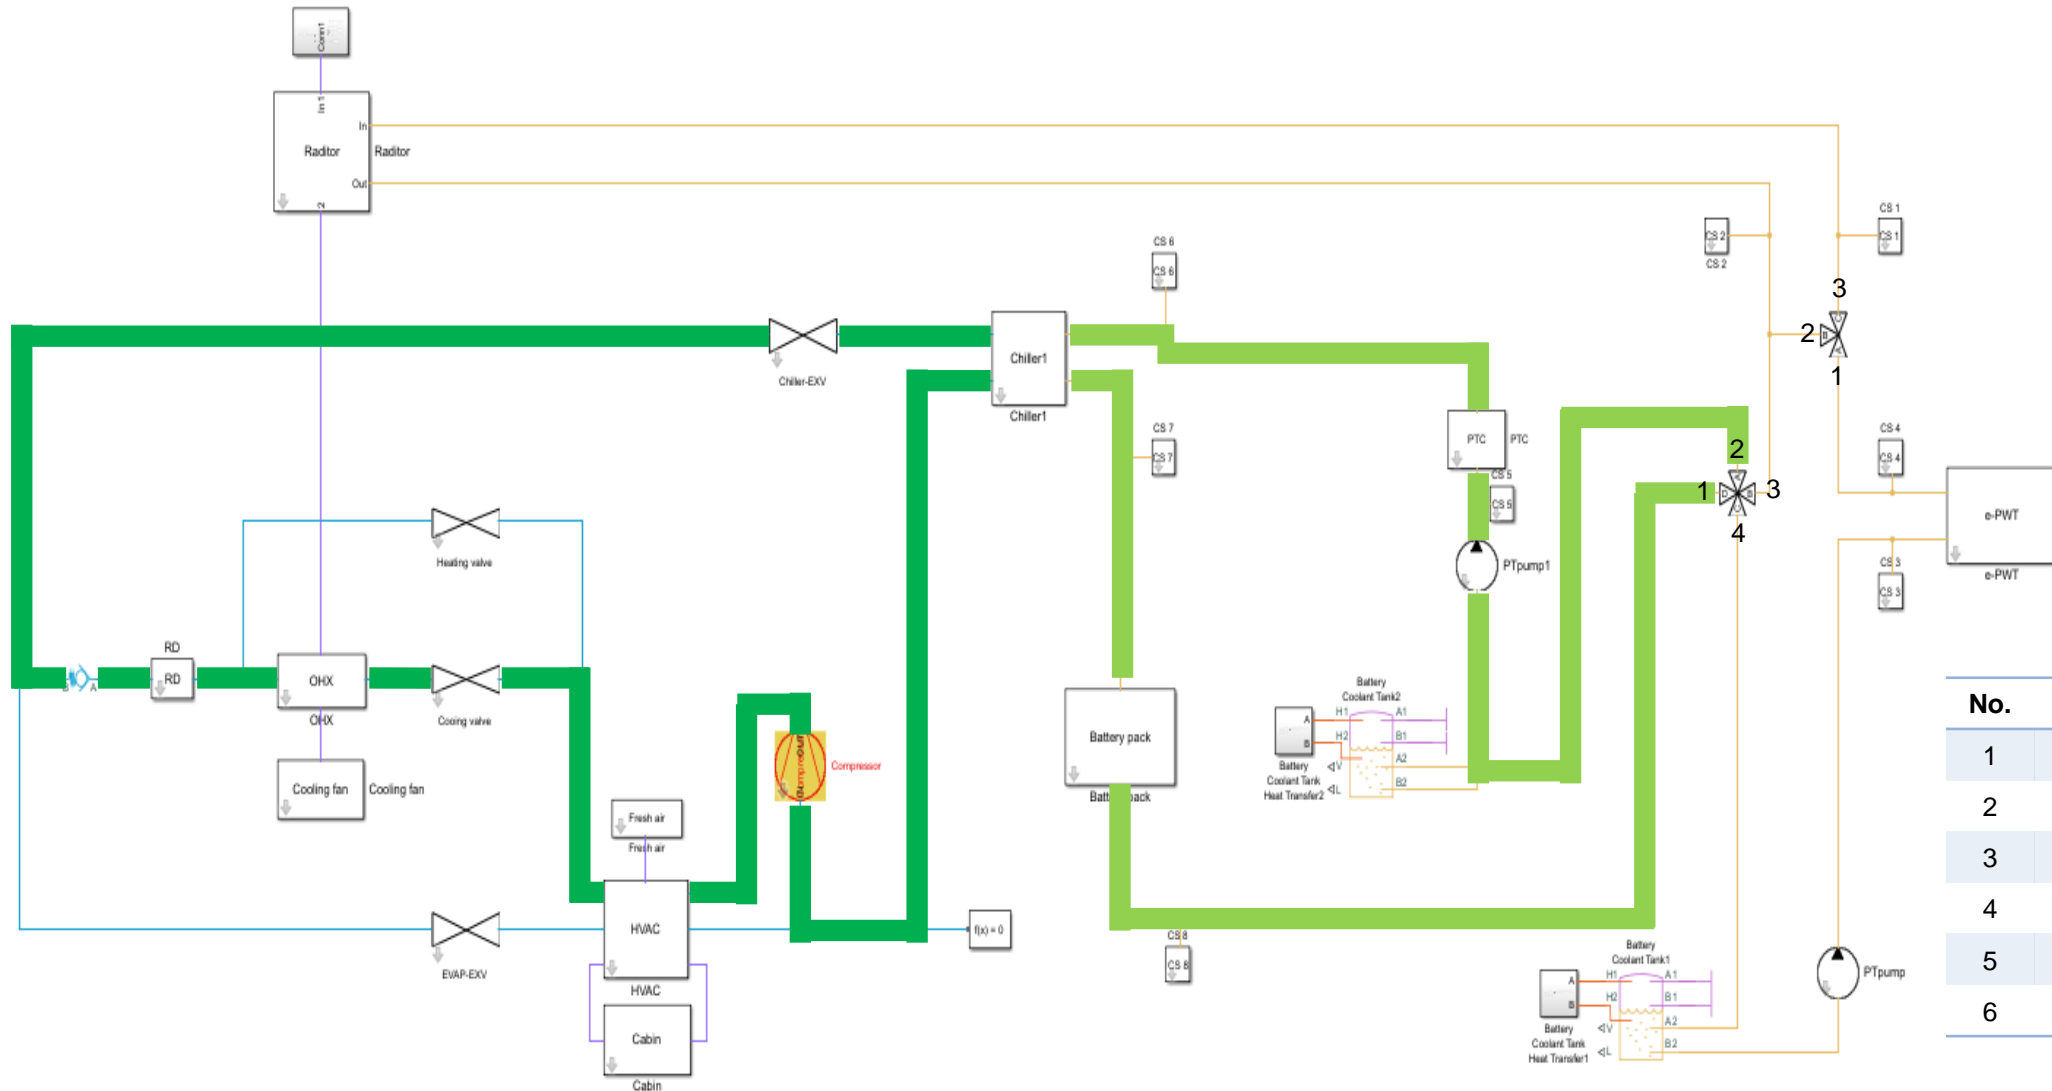 Conn1
In 1
In
Raditor
Raditor
Out
2
CS 6
CS 6
CS 2
CS 2
CS 1
CS 1
3
B
C
A
2
1
Chiller-EXV
Chiller1
Chiller1
CS 7
CS 7
PTC
PTC
CS 5
CS 5
CS 4
CS 4
2
1
D
A
B
C
3
4
e-PWT
e-PWT
Heating valve
PTpump1
CS 3
CS 3
RD
RD
B
A
OHX
OHX
Cooing valve
Compressor
Cooling fan
Cooling fan
Battery pack
Battery
Coolant Tank2
A
B
H1
H2
A1
B1
A2
B2
V
L
Battery
Coolant Tank
Heat Transfer2
Fresh air
Fresh air
HVAC
HVAC
EVAP-EXV
f(x) = 0
CS 8
CS 8
Cabin
Cabin
Battery
Coolant Tank1
A
B
H1
H2
A1
B1
A2
B2
V
L
Battery
Coolant Tank
Heat Transfer1
PTpump
No.
1
2
3
4
5
6